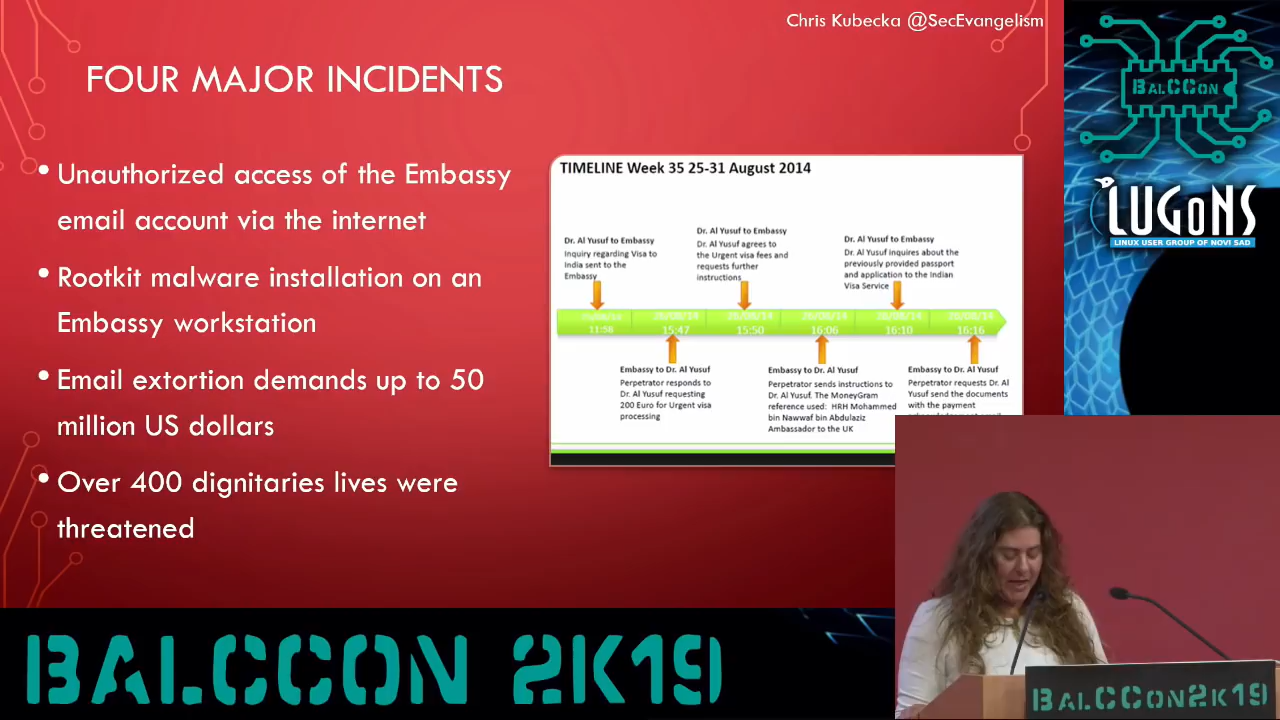 Chris Kubecka @SecEvangelism
FOUR MAJOR INCIDENTS
• Unauthorized access of the Embassy
email account via the internet
• Rootkit malware installation on an
Embassy workstation
• Email extortion demands up to 50
million US dollars
• Over 400 dignitaries lives were
threatened
TIMELINE Week 35 25-31 August 2014
Dr. Al Yusuf to Embassy
Inquiry regarding Visa to
India sent to the
Embassy
Dr. Al Yusuf to Embassy
Dr. Al Yusuf agrees to
the Urgent visa fees and
requests further
instructions
Dr. Al Yusuf to Embassy
Dr. Al Yusuf inquires about the
previously provided passport
and application to the Indian
Visa Service
11:58
15:47
15:50
16:06
16:10
16:16
Embassy to Dr. Al Yusuf
Perpetrator responds to
Dr. Al Yusuf requesting
200 Euro for Urgent visa
processing
Embassy to Dr. Al Yusuf
Perpetrator sends instructions to
Dr. Al Yusuf. The MoneyGram
reference used: HRH Mohammed
bin Nawwaf bin Abdulaziz
Ambassador to the UK
Embassy to Dr. Al Yusuf
Perpetrator requests Dr. Al
Yusuf send the documents
with the payment
BALCCON
LUGONS
LINUX USER GROUP OF NOVI SAD
BALCCON 2K19
BALCCON2K19